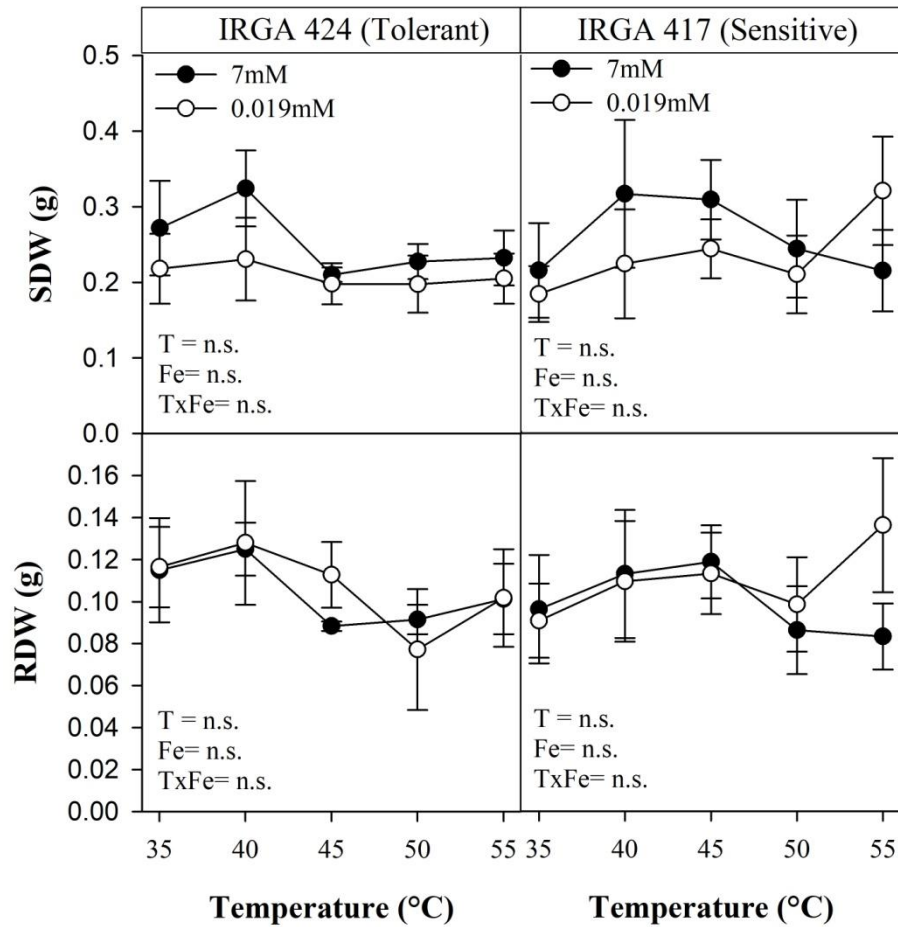 IRGA 424 (Tolerant)
IRGA 417 (Sensitive)
0.5
0.4
0.3
0.2
0.1
0.0
SDW (g)
7mM
0.019mM
T = n.s.
Fe= n.s.
TxFe= n.s.
7mM
0.019mM
T = n.s.
Fe= n.s.
TxFe= n.s.
0.16
0.14
0.12
0.10
0.08
0.06
0.04
0.02
0.00
RDW (g)
T = n.s.
Fe= n.s.
TxFe= n.s.
T = n.s.
Fe= n.s.
TxFe= n.s.
35 40 45 50 55
35 40 45 50 55
Temperature (°C)
Temperature (°C)